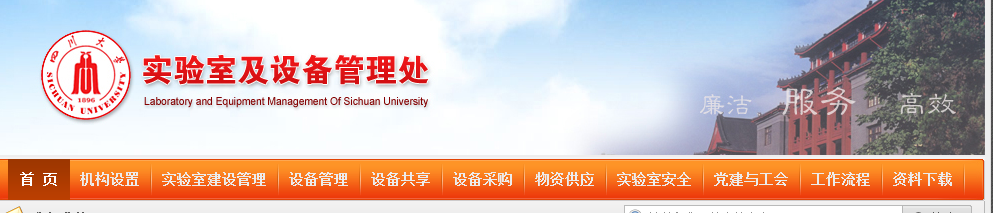 四川大学
SICHUAN UNIVERSITY
1896
实验室及设备管理处
Laboratory and Equipment Management Of Sichuan University
廉洁 服务 高效
首 页 机构设置 实验室建设管理 设备管理 设备共享 设备采购 物资供应 实验室安全 党建与工会 工作流程 资料下载